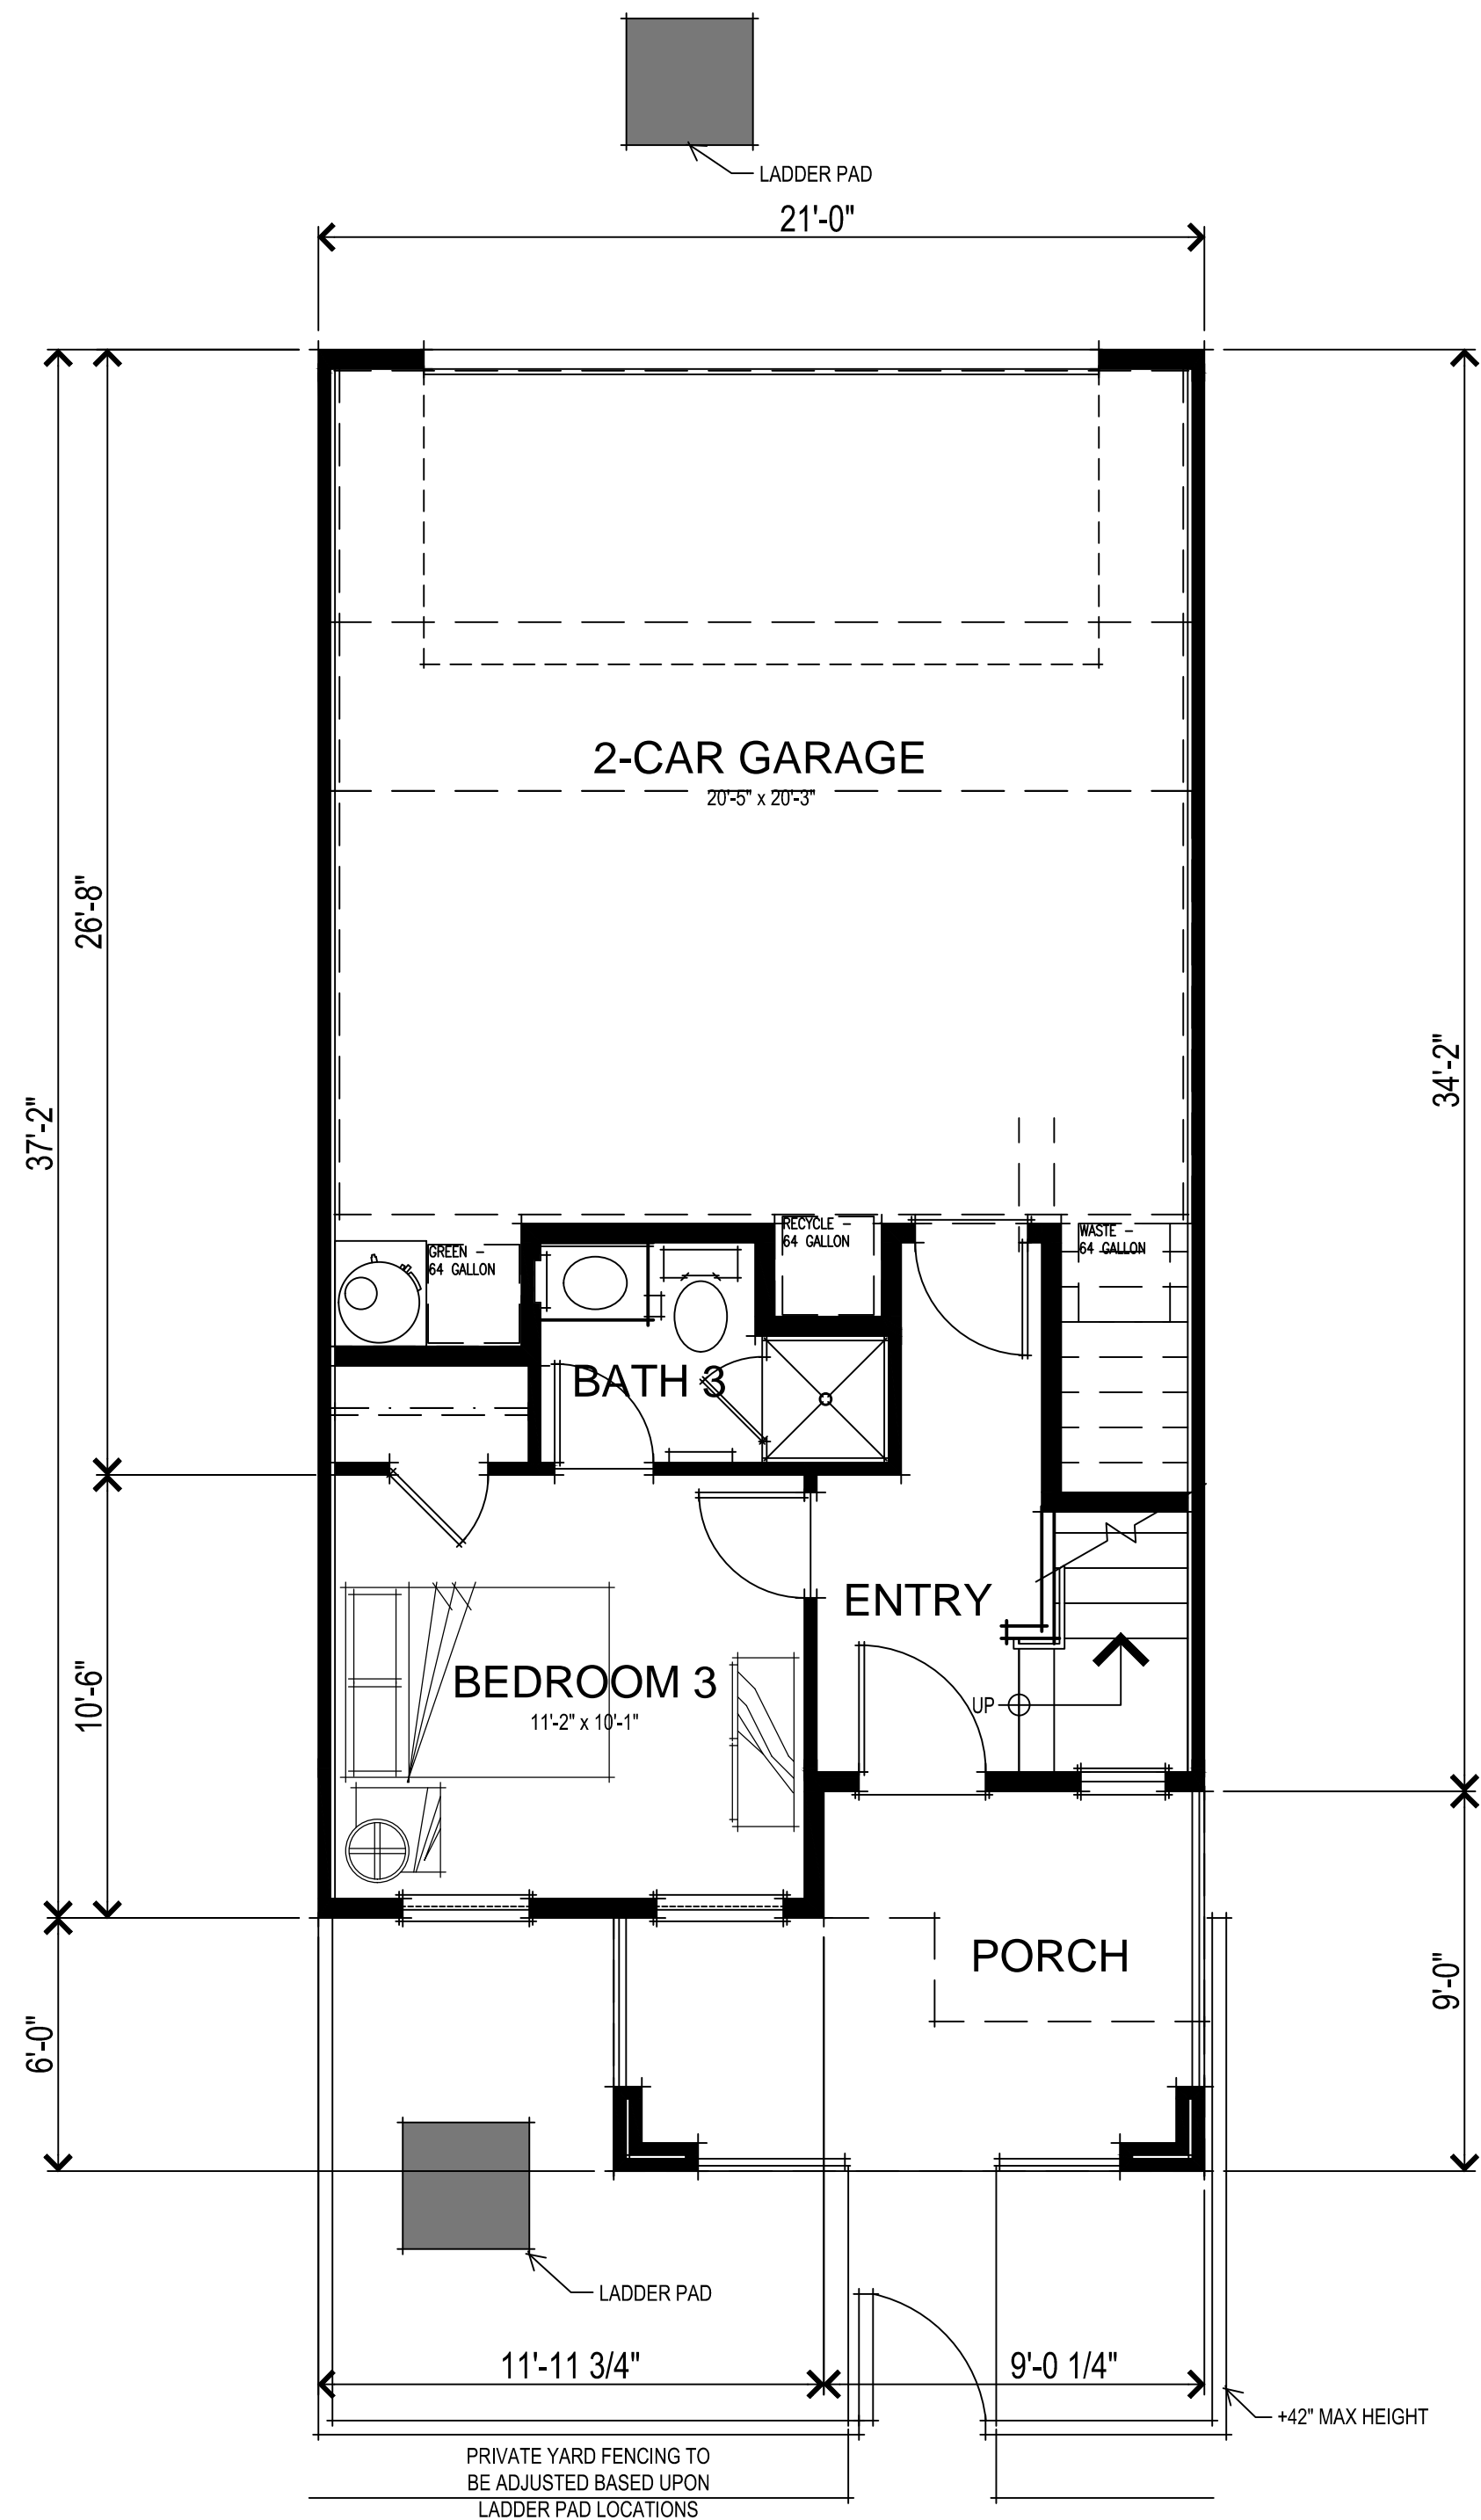 LADDER PAD
21'-0"
2-CAR GARAGE
20'-5" x 20'-3"
26'-8"
37'-2"
34'-2"
RECYCLE -
64 GALLON
WASTE -
64 GALLON
GREEN -
64 GALLON
BATH 3
ENTRY
BEDROOM 3
11'-2" x 10'-1"
UP
10'-6"
PORCH
9'-0"
6'-0"
LADDER PAD
11'-11 3/4"
9'-0 1/4"
+42" MAX HEIGHT
PRIVATE YARD FENCING TO
BE ADJUSTED BASED UPON
LADDER PAD LOCATIONS